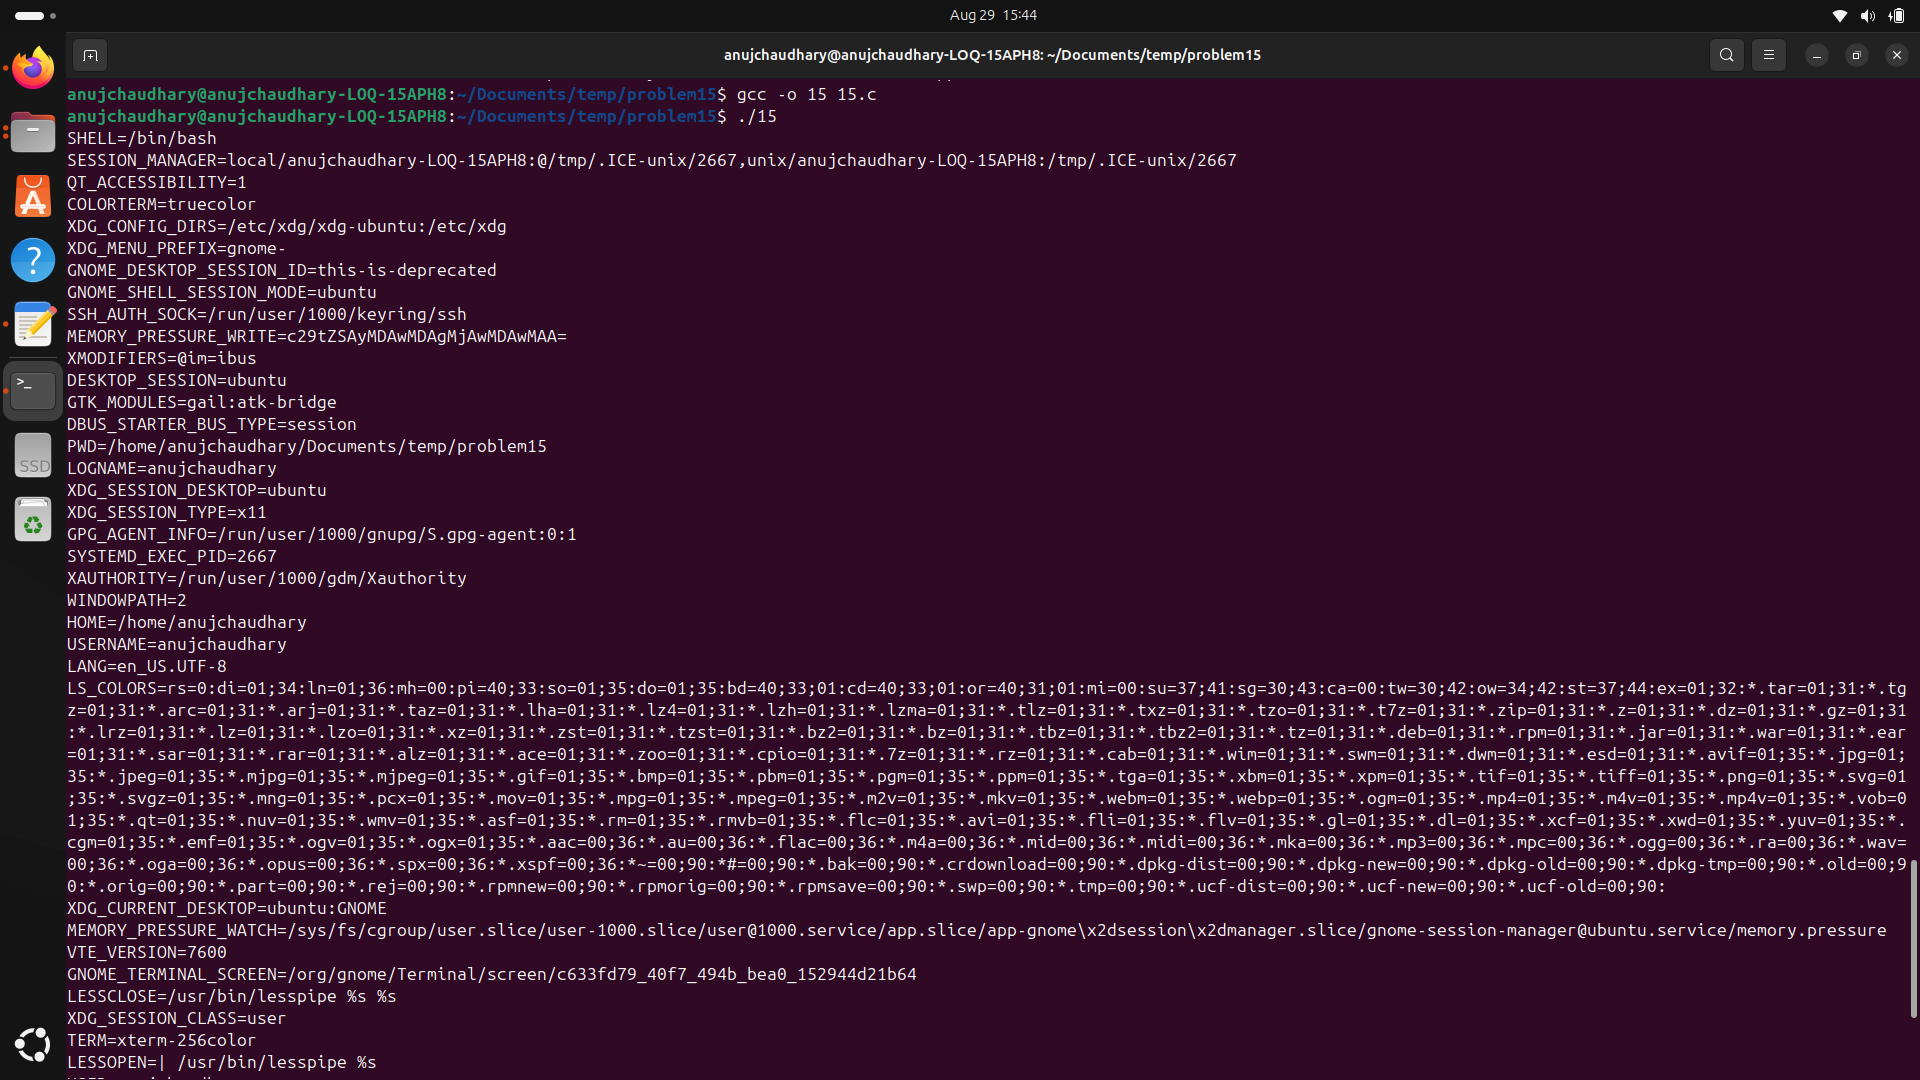 Aug 29 15:44
anujchaudhary@anujchaudhary-LOQ-15APH8: ~/Documents/temp/problem15
anujchaudhary@anujchaudhary-LOQ-15APH8:~/Documents/temp/problem15$ gcc -o 15 15.c
anujchaudhary@anujchaudhary-LOQ-15APH8:~/Documents/temp/problem15$ ./15
SHELL=/bin/bash
SESSION_MANAGER=local/anujchaudhary-LOQ-15APH8:@/tmp/.ICE-unix/2667,unix/anujchaudhary-LOQ-15APH8:/tmp/.ICE-unix/2667
QT_ACCESSIBILITY=1
COLORTERM=truecolor
XDG_CONFIG_DIRS=/etc/xdg/xdg-ubuntu:/etc/xdg
XDG_MENU_PREFIX=gnome-
GNOME_DESKTOP_SESSION_ID=this-is-deprecated
GNOME_SHELL_SESSION_MODE=ubuntu
SSH_AUTH_SOCK=/run/user/1000/keyring/ssh
MEMORY_PRESSURE_WRITE=c29tZSAyMDAwMDAgMjAwMDAwMAA=
XMODIFIERS=@im=ibus
DESKTOP_SESSION=ubuntu
GTK_MODULES=gail:atk-bridge
DBUS_STARTER_BUS_TYPE=session
PWD=/home/anujchaudhary/Documents/temp/problem15
LOGNAME=anujchaudhary
XDG_SESSION_DESKTOP=ubuntu
XDG_SESSION_TYPE=x11
GPG_AGENT_INFO=/run/user/1000/gnupg/S.gpg-agent:0:1
SYSTEMD_EXEC_PID=2667
XAUTHORITY=/run/user/1000/gdm/Xauthority
WINDOWPATH=2
HOME=/home/anujchaudhary
USERNAME=anujchaudhary
LANG=en_US.UTF-8
LS_COLORS=rs=0:di=01;34:ln=01;36:mh=00:pi=40;33:so=01;35:do=01;35:bd=40;33;01:cd=40;33;01:or=40;31;01:mi=00:su=37;41:sg=30;43:ca=00:tw=30;42:ow=34;42:st=37;44:ex=01;32:*.tar=01;31:*.tg
z=01;31:*.arc=01;31:*.arj=01;31:*.taz=01;31:*.lha=01;31:*.lz4=01;31:*.lzh=01;31:*.lzma=01;31:*.tlz=01;31:*.txz=01;31:*.tzo=01;31:*.t7z=01;31:*.zip=01;31:*.z=01;31:*.dz=01;31:*.gz=01;31
:*.lrz=01;31:*.lz=01;31:*.lzo=01;31:*.xz=01;31:*.zst=01;31:*.tzst=01;31:*.bz2=01;31:*.bz=01;31:*.tbz=01;31:*.tbz2=01;31:*.tz=01;31:*.deb=01;31:*.rpm=01;31:*.jar=01;31:*.war=01;31:*.ear
=01;31:*.sar=01;31:*.rar=01;31:*.alz=01;31:*.ace=01;31:*.zoo=01;31:*.cpio=01;31:*.7z=01;31:*.rz=01;31:*.cab=01;31:*.wim=01;31:*.swm=01;31:*.dwm=01;31:*.esd=01;31:*.avif=01;35:*.jpg=01;
35:*.jpeg=01;35:*.mjpg=01;35:*.mjpeg=01;35:*.gif=01;35:*.bmp=01;35:*.pbm=01;35:*.pgm=01;35:*.ppm=01;35:*.tga=01;35:*.xbm=01;35:*.xpm=01;35:*.tif=01;35:*.tiff=01;35:*.png=01;35:*.svg=01
;35:*.svgz=01;35:*.mng=01;35:*.pcx=01;35:*.mov=01;35:*.mpg=01;35:*.mpeg=01;35:*.m2v=01;35:*.mkv=01;35:*.webm=01;35:*.webp=01;35:*.ogm=01;35:*.mp4=01;35:*.m4v=01;35:*.mp4v=01;35:*.vob=0
1;35:*.qt=01;35:*.nuv=01;35:*.wmv=01;35:*.asf=01;35:*.rm=01;35:*.rmvb=01;35:*.flc=01;35:*.avi=01;35:*.fli=01;35:*.flv=01;35:*.gl=01;35:*.dl=01;35:*.xcf=01;35:*.xwd=01;35:*.yuv=01;35:*.
cgm=01;35:*.emf=01;35:*.ogv=01;35:*.ogx=01;35:*.aac=00;36:*.au=00;36:*.flac=00;36:*.m4a=00;36:*.mid=00;36:*.midi=00;36:*.mka=00;36:*.mp3=00;36:*.mpc=00;36:*.ogg=00;36:*.ra=00;36:*.wav=
00;36:*.oga=00;36:*.opus=00;36:*.spx=00;36:*.xspf=00;36:*~=00;90:*#=00;90:*.bak=00;90:*.crdownload=00;90:*.dpkg-dist=00;90:*.dpkg-new=00;90:*.dpkg-old=00;90:*.dpkg-tmp=00;90:*.old=00;9
0:*.orig=00;90:*.part=00;90:*.rej=00;90:*.rpmnew=00;90:*.rpmorig=00;90:*.rpmsave=00;90:*.swp=00;90:*.tmp=00;90:*.ucf-dist=00;90:*.ucf-new=00;90:*.ucf-old=00;90:
XDG_CURRENT_DESKTOP=ubuntu:GNOME
MEMORY_PRESSURE_WATCH=/sys/fs/cgroup/user.slice/user-1000.slice/user@1000.service/app.slice/app-gnome\x2dsession\x2dmanager.slice/gnome-session-manager@ubuntu.service/memory.pressure
VTE_VERSION=7600
GNOME_TERMINAL_SCREEN=/org/gnome/Terminal/screen/c633fd79_40f7_494b_bea0_152944d21b64
LESSCLOSE=/usr/bin/lesspipe %s %s
XDG_SESSION_CLASS=user
TERM=xterm-256color
LESSOPEN=| /usr/bin/lesspipe %s
SSD